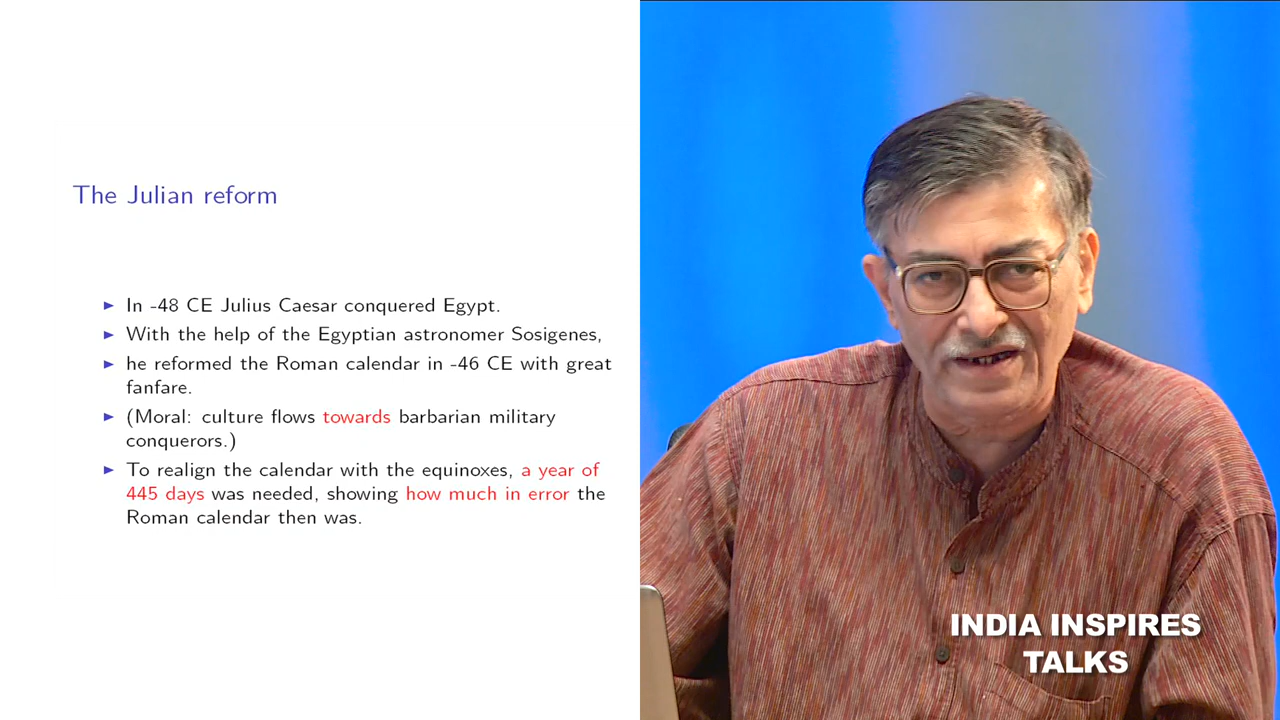 The Julian reform
In -48 CE Julius Caesar conquered Egypt.
With the help of the Egyptian astronomer Sosigenes,
he reformed the Roman calendar in -46 CE with great
fanfare.
(Moral: culture flows towards barbarian military
conquerors.)
To realign the calendar with the equinoxes, a year of
445 days was needed, showing how much in error the
Roman calendar then was.
INDIA INSPIRES
TALKS